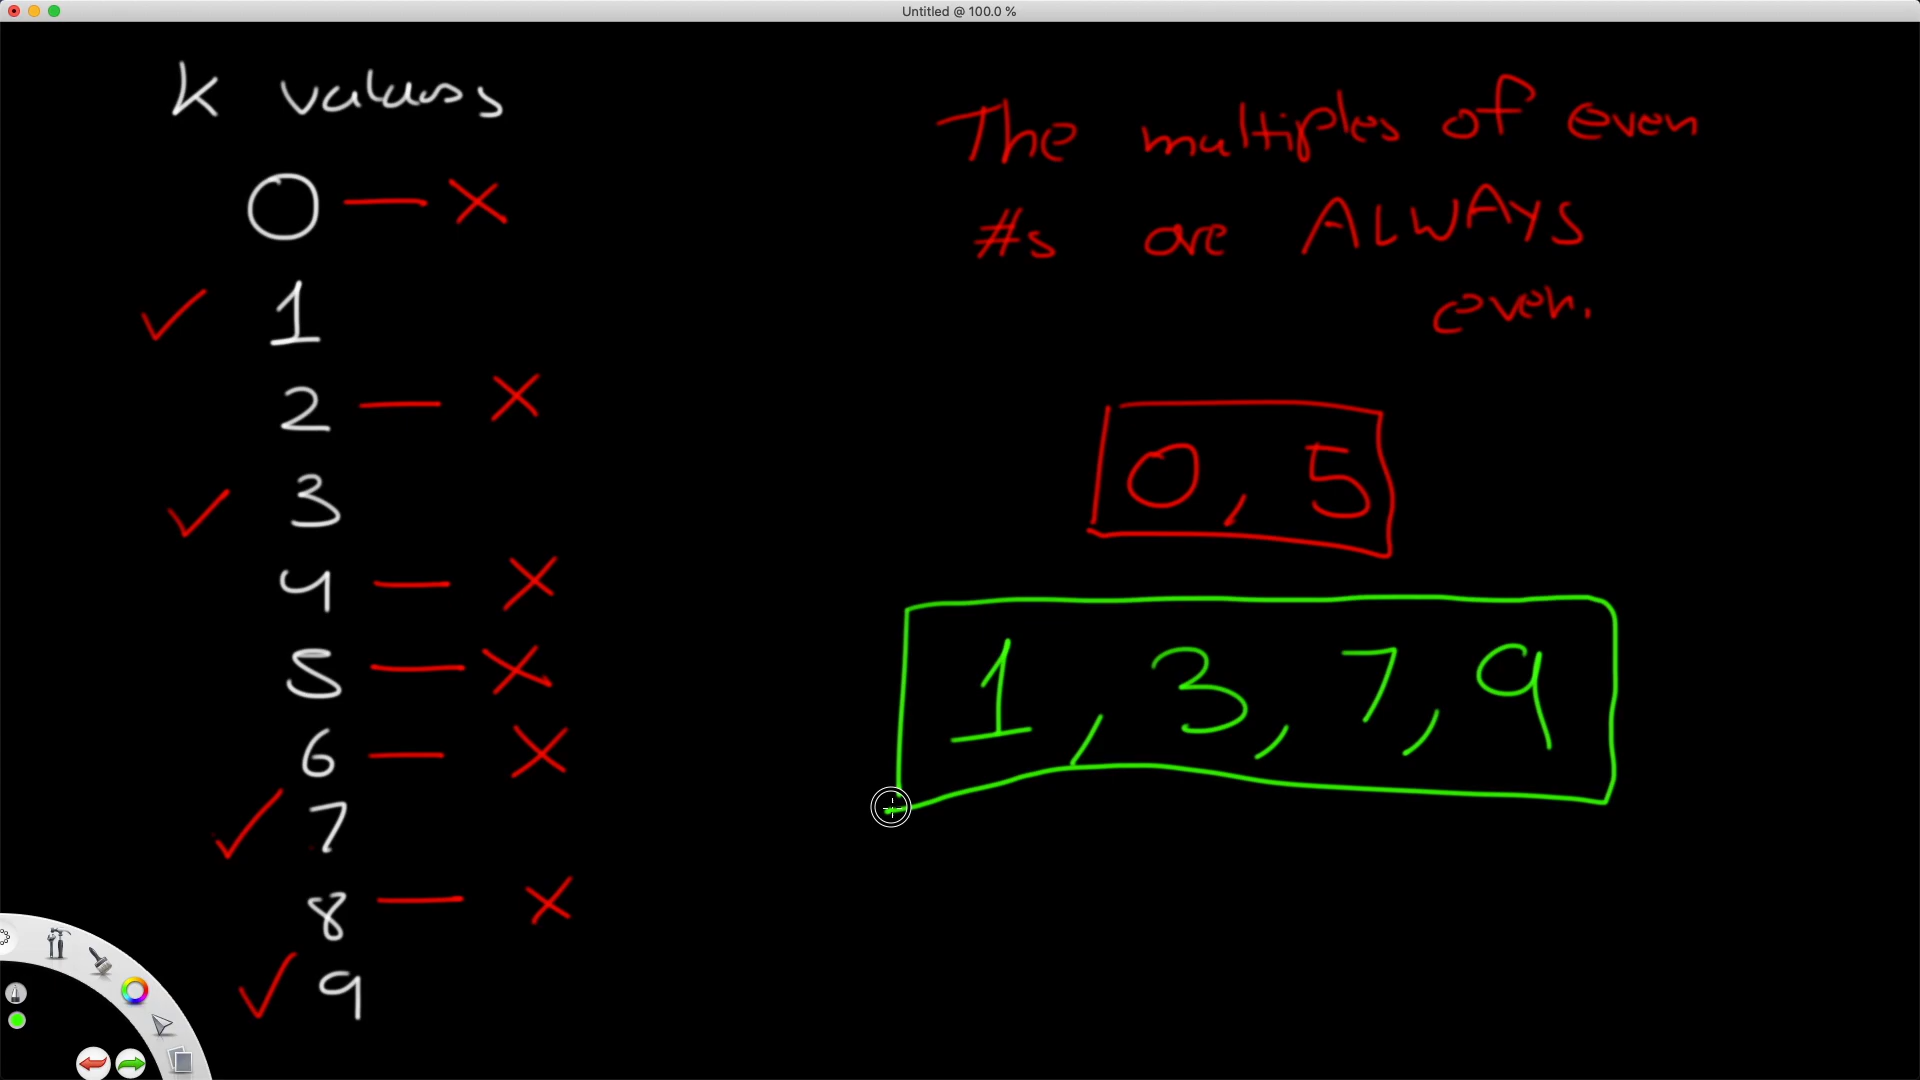 Untitled @ 100.0 %
k values
0 — ×
✓ 1
2 — ×
✓ 3
4 — ×
5 — ×
6 — ×
✓ 7
8 — ×
✓ 9
The multiples of even
#s are ALWAYS
even.
0, 5
1, 3, 7, 9